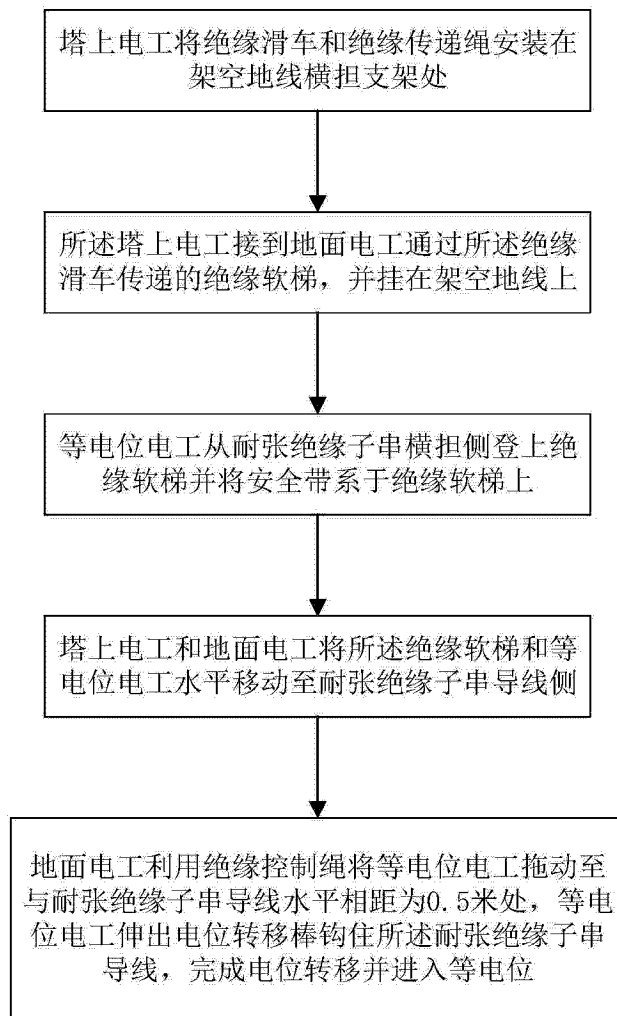 塔上电工将绝缘滑车和绝缘传递绳安装在
架空地线横担支架处
所述塔上电工接到地面电工通过所述绝缘
滑车传递的绝缘软梯，并挂在架空地线上
等电位电工从耐张绝缘子串横担侧登上绝
缘软梯并将安全带系于绝缘软梯上
塔上电工和地面电工将所述绝缘软梯和等
电位电工水平移动至耐张绝缘子串导线侧
地面电工利用绝缘控制绳将等电位电工拖动至
与耐张绝缘子串导线水平相距为0.5米处，等电
位电工伸出电位转移棒钩住所述耐张绝缘子串
导线，完成电位转移并进入等电位